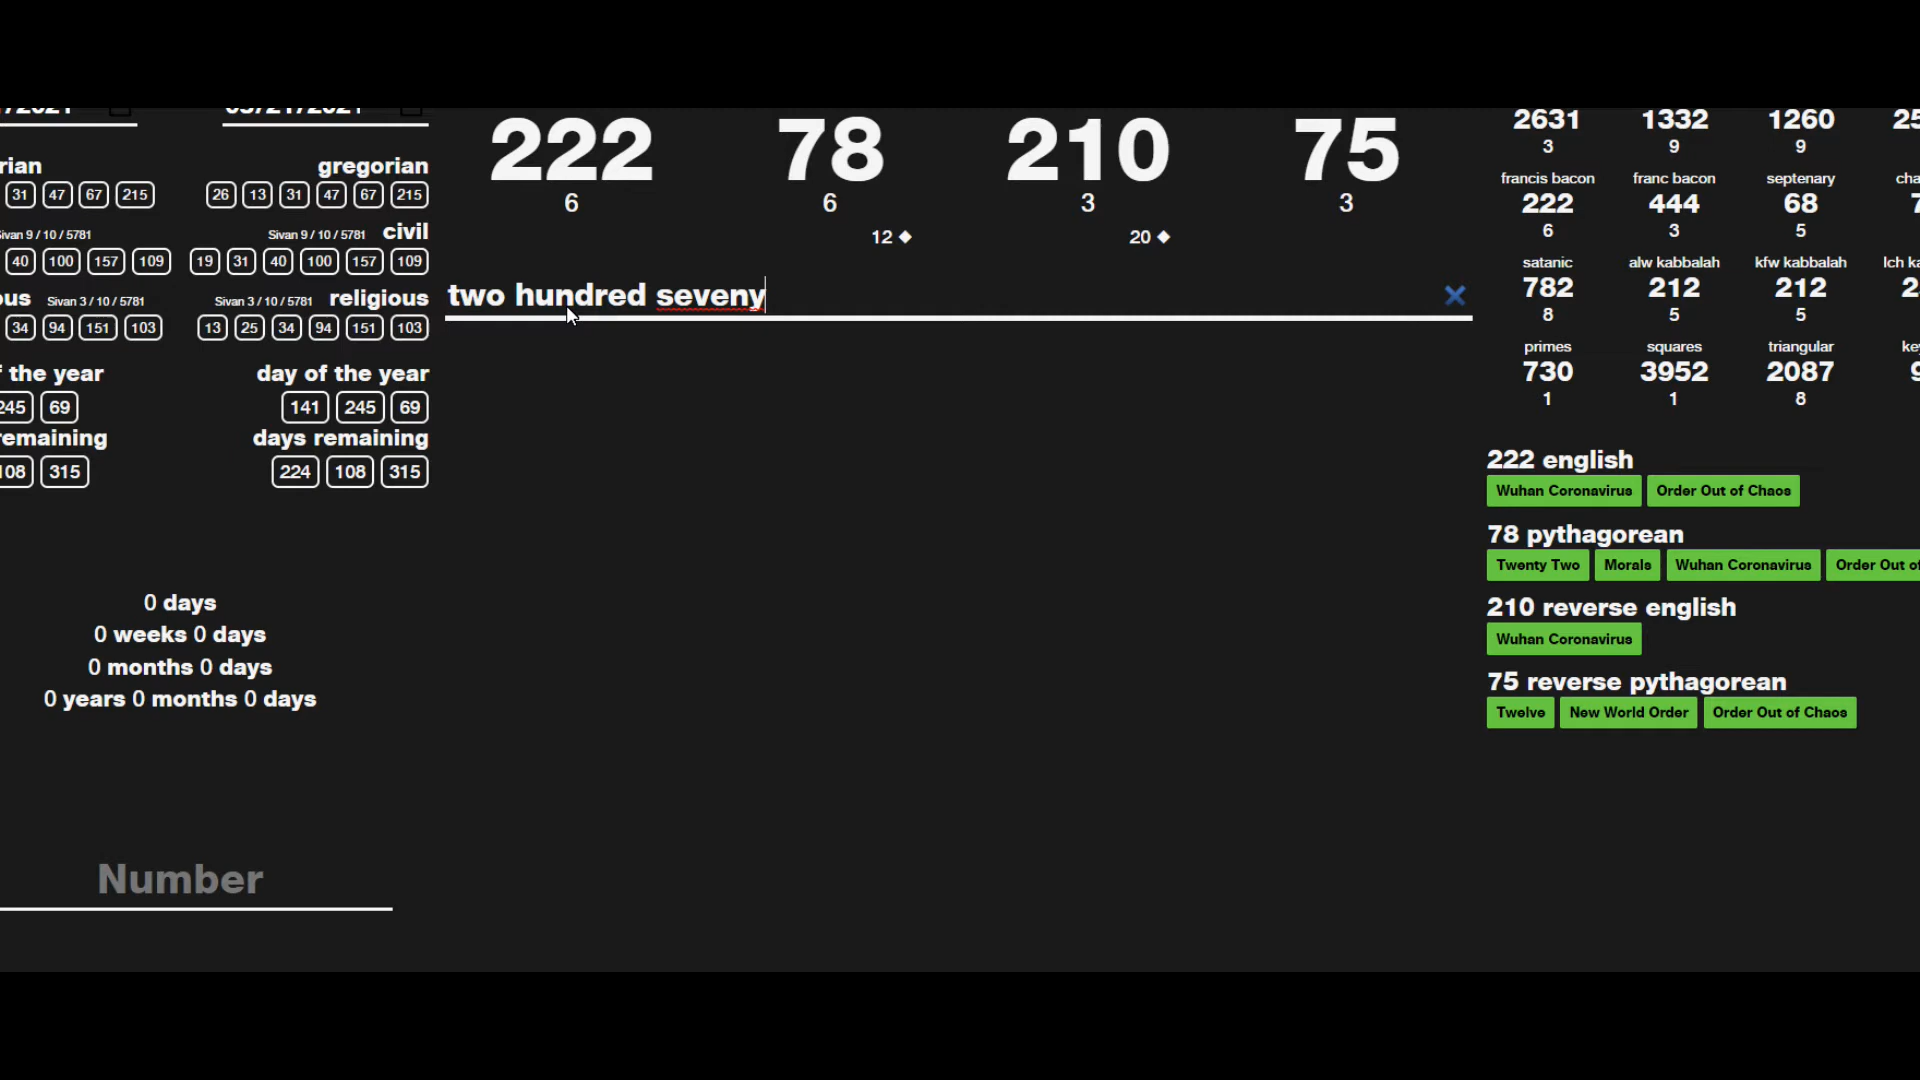 222 78 210 75
6 6 3 3
12 ◆ 20 ◆
two hundred seveny
gregorian
31 47 67 215
26 13 31 47 67 215
Sivan 9 / 10 / 5781 civil
40 100 157 109
19 31 40 100 157 109
Sivan 3 / 10 / 5781
Sivan 3 / 10 / 5781 religious
34 94 151 103
13 25 34 94 151 103
the year
day of the year
245 69
141 245 69
days remaining
108 315
224 108 315
0 days
0 weeks 0 days
0 months 0 days
0 years 0 months 0 days
Number
2631 1332 1260
3 9 9
francis bacon franc bacon septenary
222 444 68
6 3 5
satanic alw kabbalah kfw kabbalah
782 212 212
8 5 5
primes squares triangular
730 3952 2087
1 1 8
222 english
Wuhan Coronavirus Order Out of Chaos
78 pythagorean
Twenty Two Morals Wuhan Coronavirus Order Out of
210 reverse english
Wuhan Coronavirus
75 reverse pythagorean
Twelve New World Order Order Out of Chaos